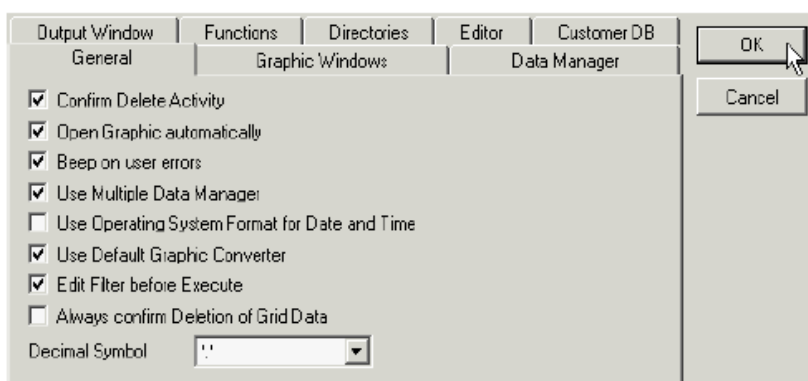 Output Window Functions Directories Editor Customer DB
General Graphic Windows Data Manager
OK
Cancel
Confirm Delete Activity
Open Graphic automatically
Beep on user errors
Use Multiple Data Manager
Use Operating System Format for Date and Time
Use Default Graphic Converter
Edit Filter before Execute
Always confirm Deletion of Grid Data
Decimal Symbol '.'